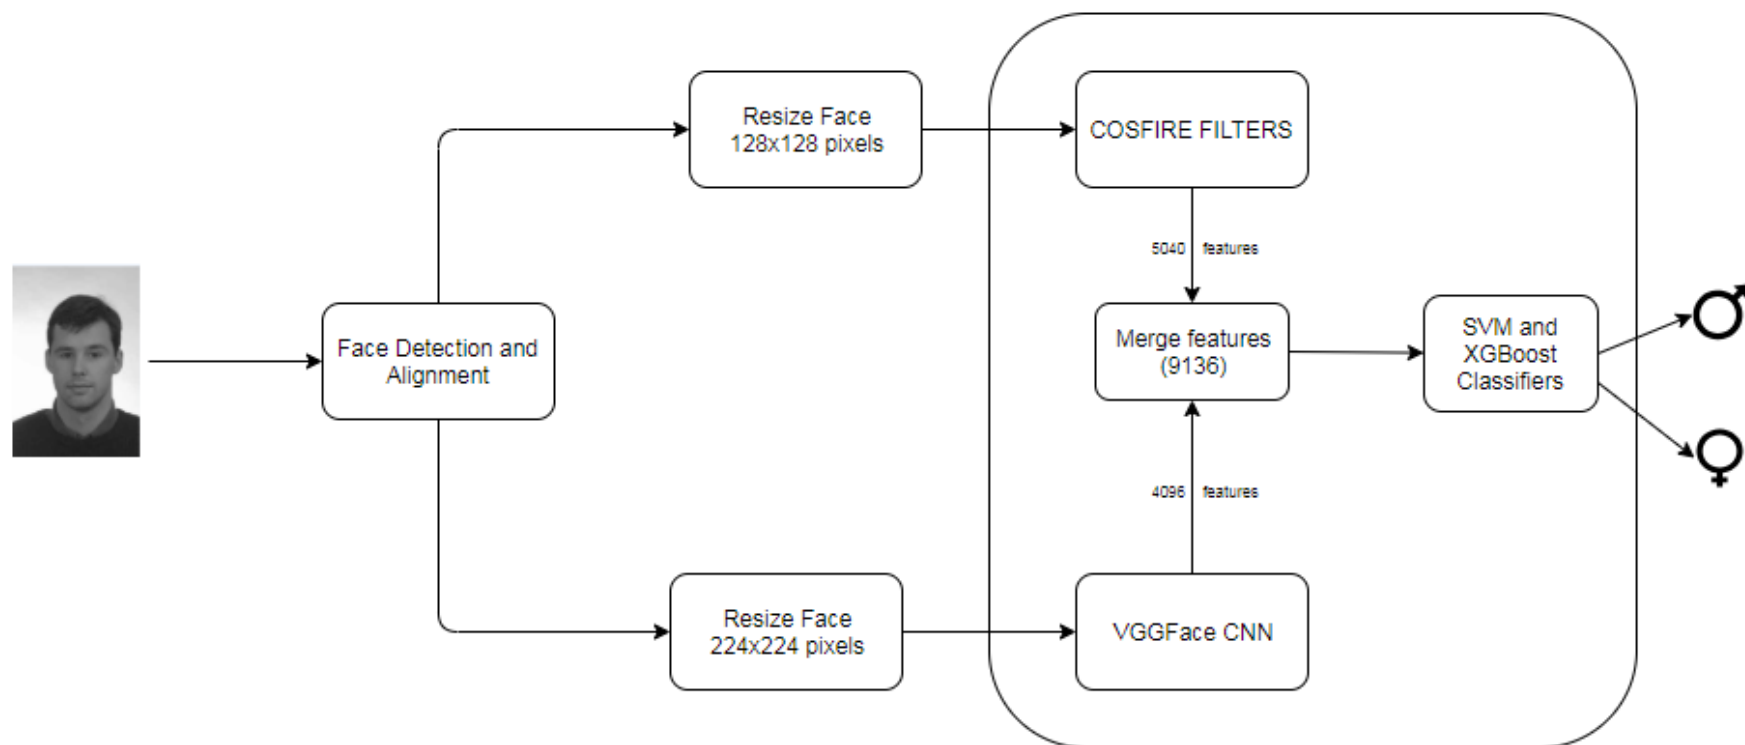 Resize Face
128x128 pixels
COSFIRE FILTERS
5040 features
Face Detection and
Alignment
Merge features
(9136)
SVM and
XGBoost
Classifiers
4096 features
Resize Face
224x224 pixels
VGGFace CNN